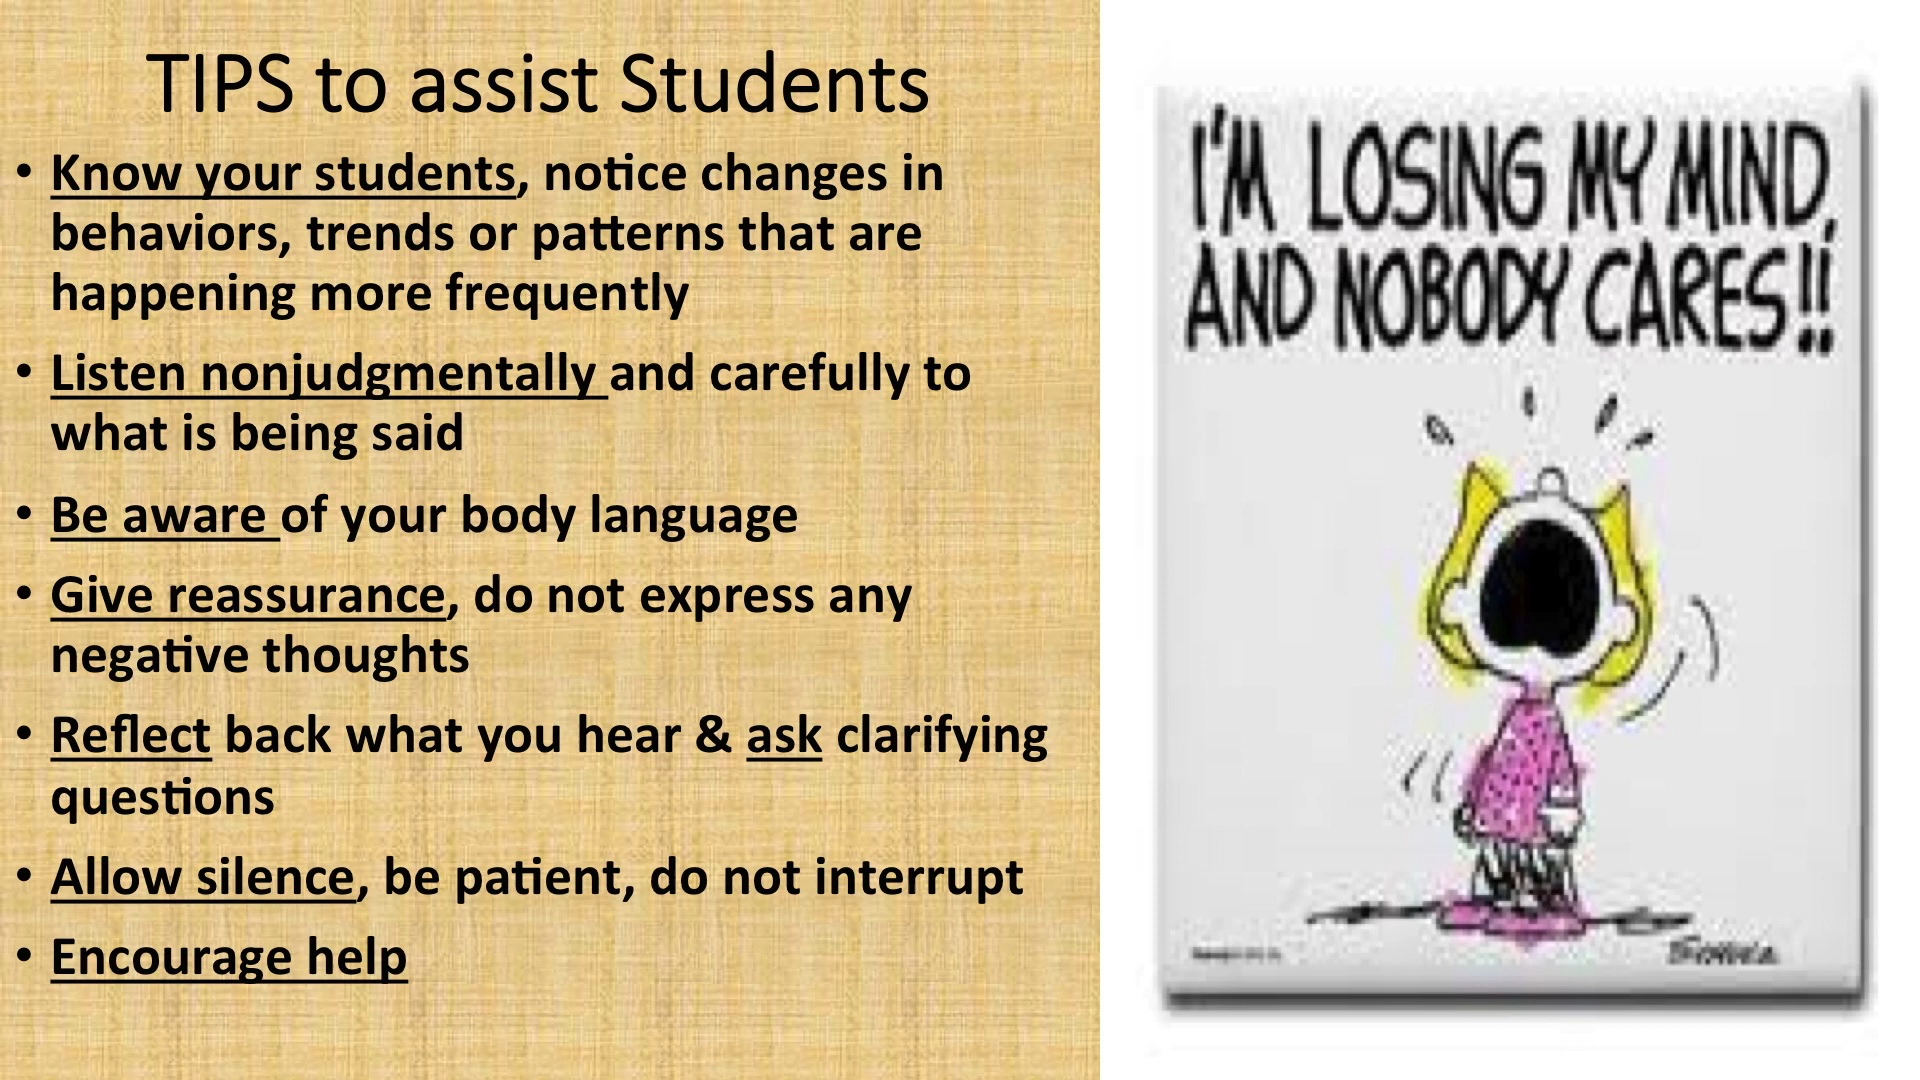 TIPS to assist Students
• Know your students, notice changes in
behaviors, trends or patterns that are
happening more frequently
• Listen nonjudgmentally and carefully to
what is being said
• Be aware of your body language
• Give reassurance, do not express any
negative thoughts
• Reflect back what you hear & ask clarifying
questions
• Allow silence, be patient, do not interrupt
• Encourage help
I'M LOSING MY MIND,
AND NOBODY CARES!!